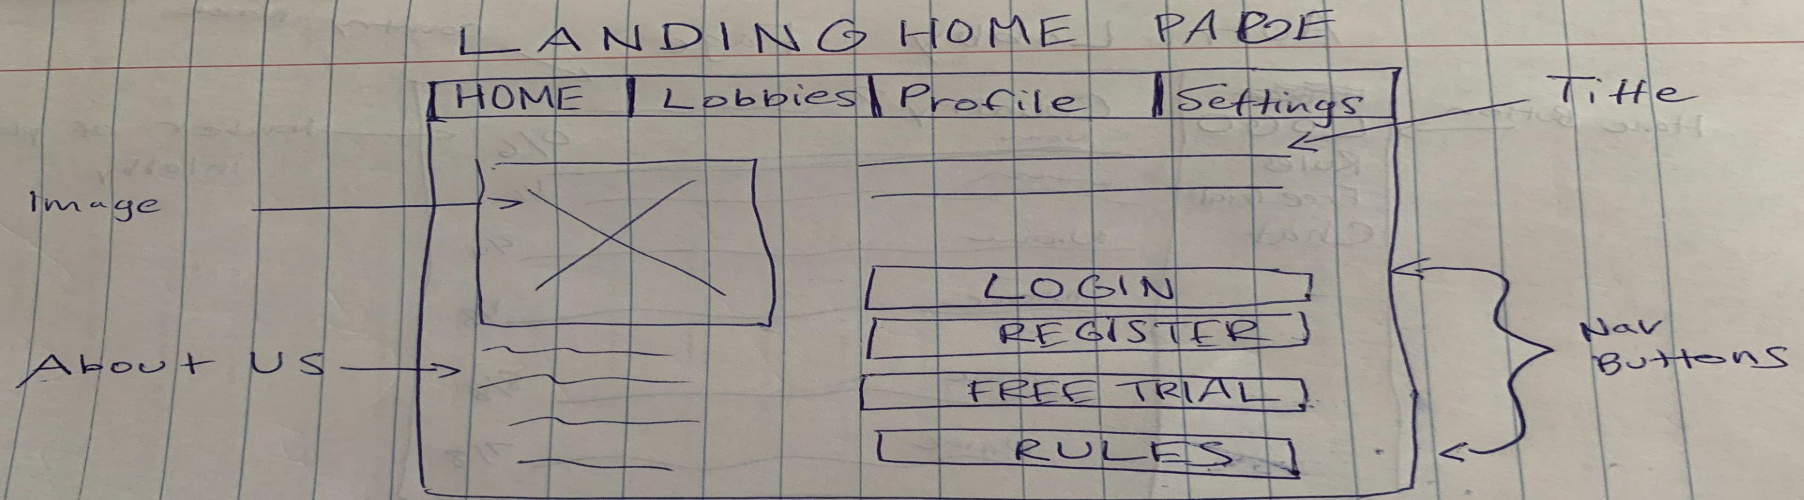 LANDING HOME PAGE
HOME Lobbies Profile Settings
Title
Image
LOGIN
REGISTER
Nav
Buttons
About US
FREE TRIAL
RULES